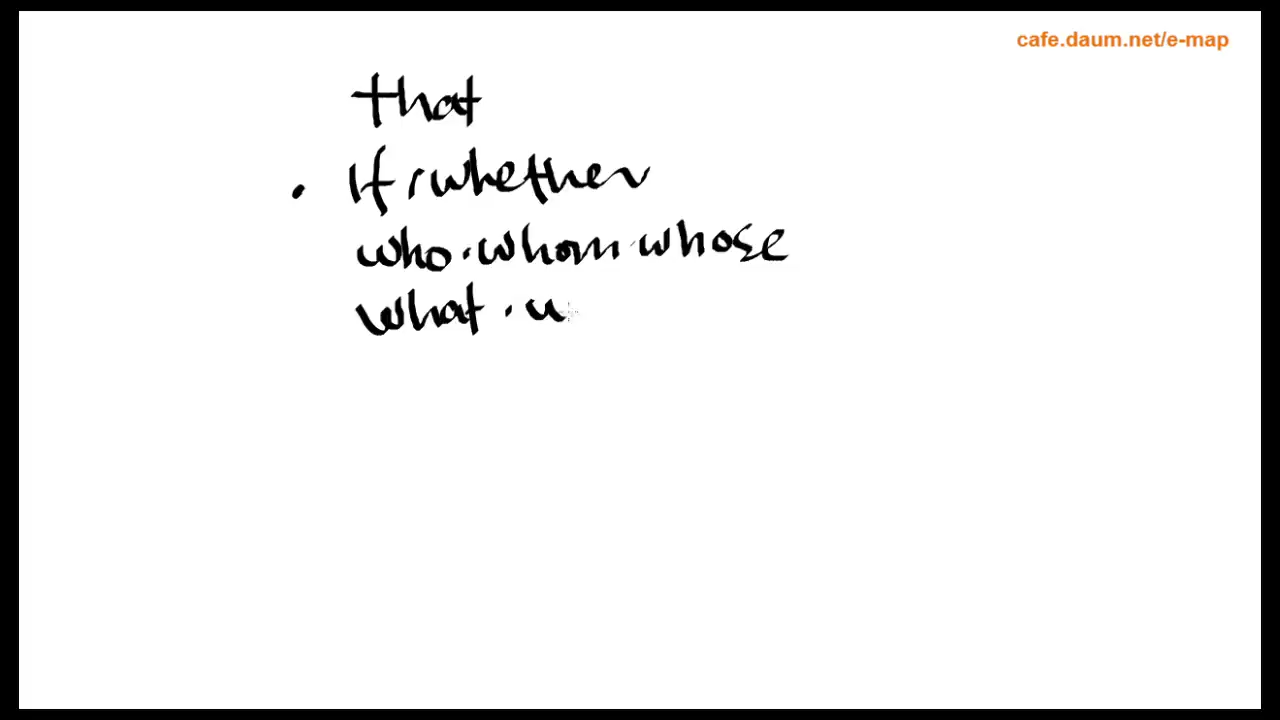 cafe.daum.net/e-map
that
· If, whether
who · whom · whose
what ·